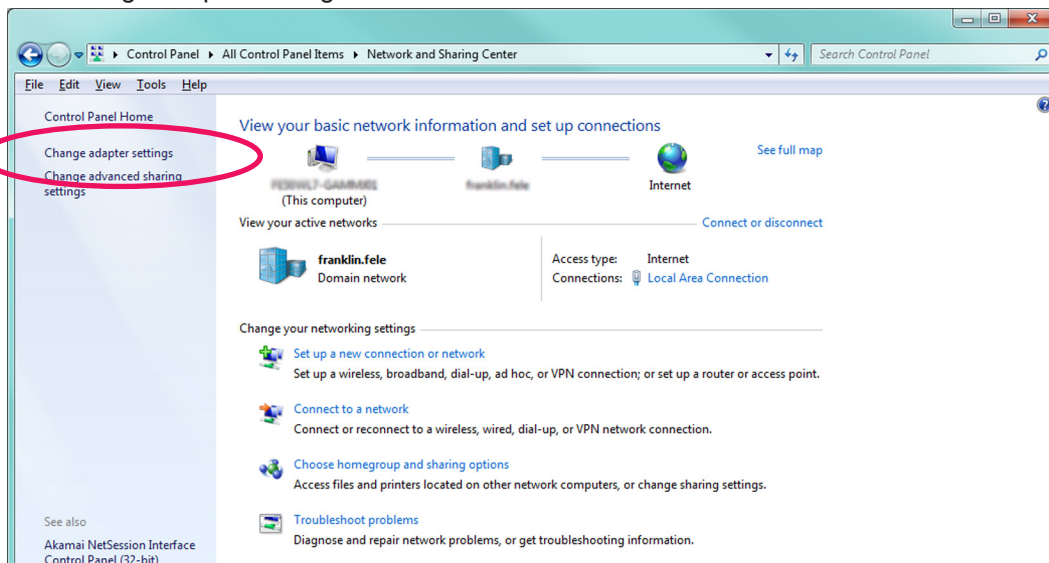 Control Panel ▸ All Control Panel Items ▸ Network and Sharing Center
Search Control Panel
File Edit View Tools Help
Control Panel Home
Change adapter settings
Change advanced sharing
settings
See also
Akamai NetSession Interface
Control Panel (32-bit)
View your basic network information and set up connections
See full map
franklin.fele
Internet
(This computer)
View your active networks
Connect or disconnect
franklin.fele
Domain network
Access type: Internet
Connections: Local Area Connection
Change your networking settings
Set up a new connection or network
Set up a wireless, broadband, dial-up, ad hoc, or VPN connection; or set up a router or access point.
Connect to a network
Connect or reconnect to a wireless, wired, dial-up, or VPN network connection.
Choose homegroup and sharing options
Access files and printers located on other network computers, or change sharing settings.
Troubleshoot problems
Diagnose and repair network problems, or get troubleshooting information.